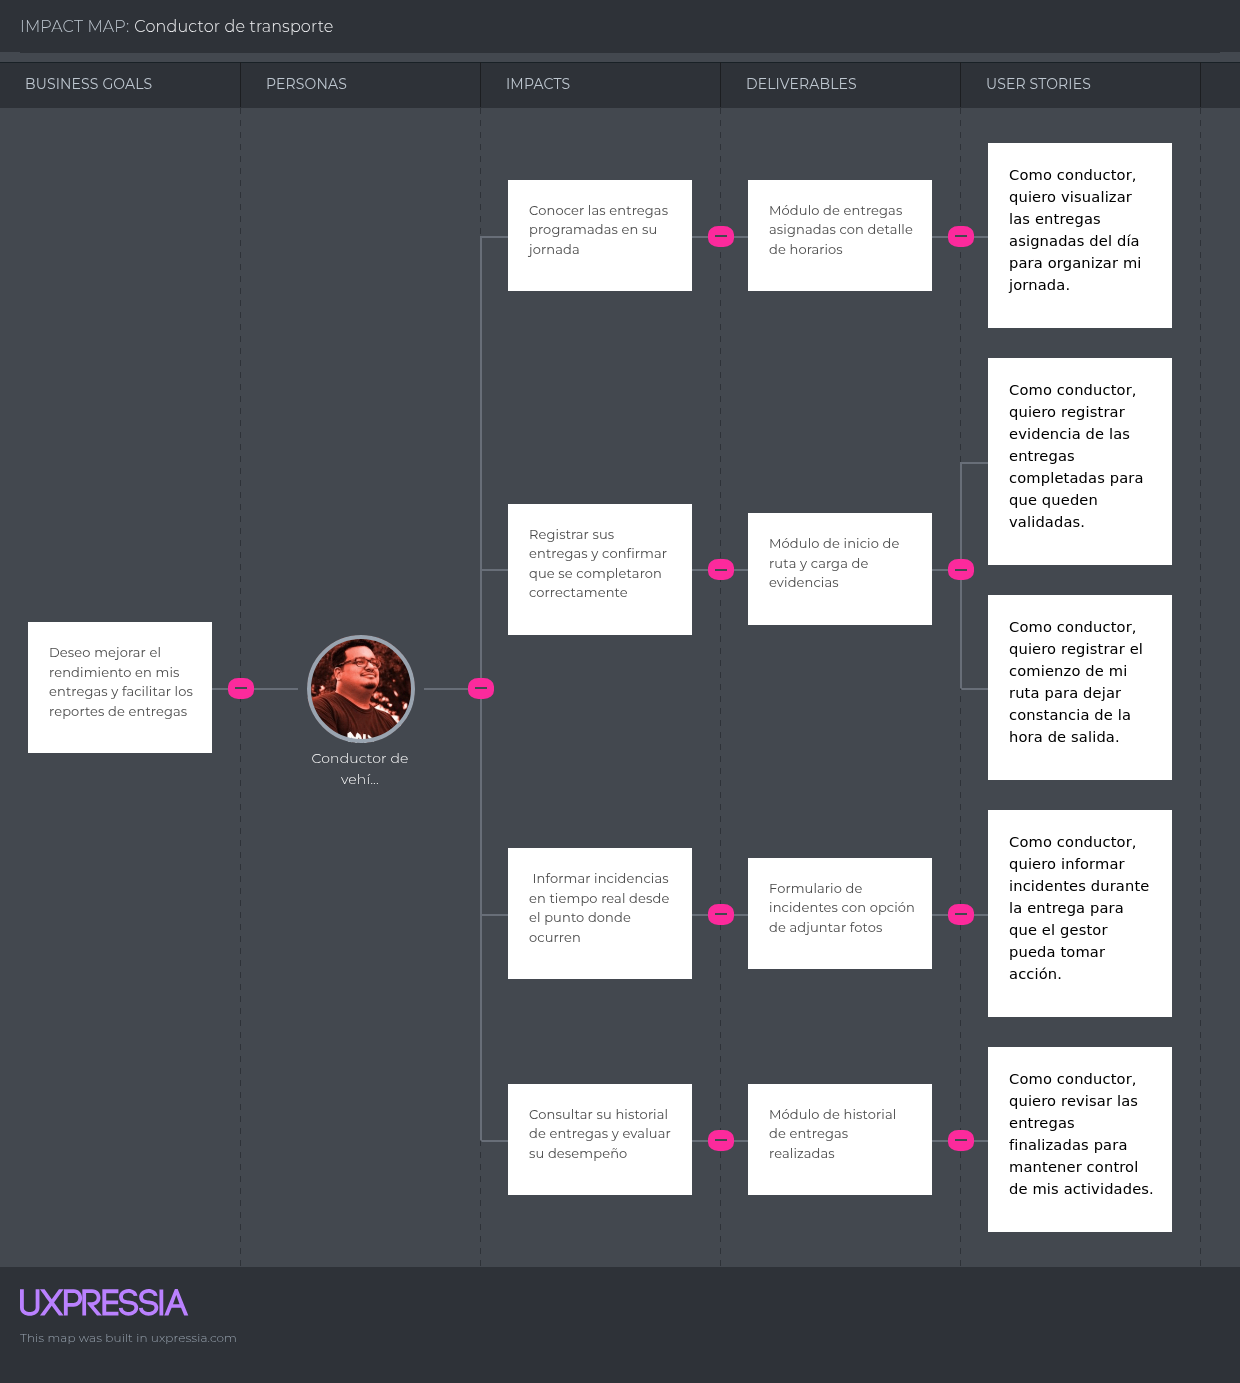 IMPACT MAP: Conductor de transporte
BUSINESS GOALS
PERSONAS
IMPACTS
DELIVERABLES
USER STORIES
Deseo mejorar el
rendimiento en mis
entregas y facilitar los
reportes de entregas
Conductor de
vehí...
Conocer las entregas
programadas en su
jornada
Módulo de entregas
asignadas con detalle
de horarios
Como conductor,
quiero visualizar
las entregas
asignadas del día
para organizar mi
jornada.
Registrar sus
entregas y confirmar
que se completaron
correctamente
Módulo de inicio de
ruta y carga de
evidencias
Como conductor,
quiero registrar
evidencia de las
entregas
completadas para
que queden
validadas.
Como conductor,
quiero registrar el
comienzo de mi
ruta para dejar
constancia de la
hora de salida.
Informar incidencias
en tiempo real desde
el punto donde
ocurren
Formulario de
incidentes con opción
de adjuntar fotos
Como conductor,
quiero informar
incidentes durante
la entrega para
que el gestor
pueda tomar
acción.
Consultar su historial
de entregas y evaluar
su desempeño
Módulo de historial
de entregas
realizadas
Como conductor,
quiero revisar las
entregas
finalizadas para
mantener control
de mis actividades.
UXPRESSIA
This map was built in uxpressia.com